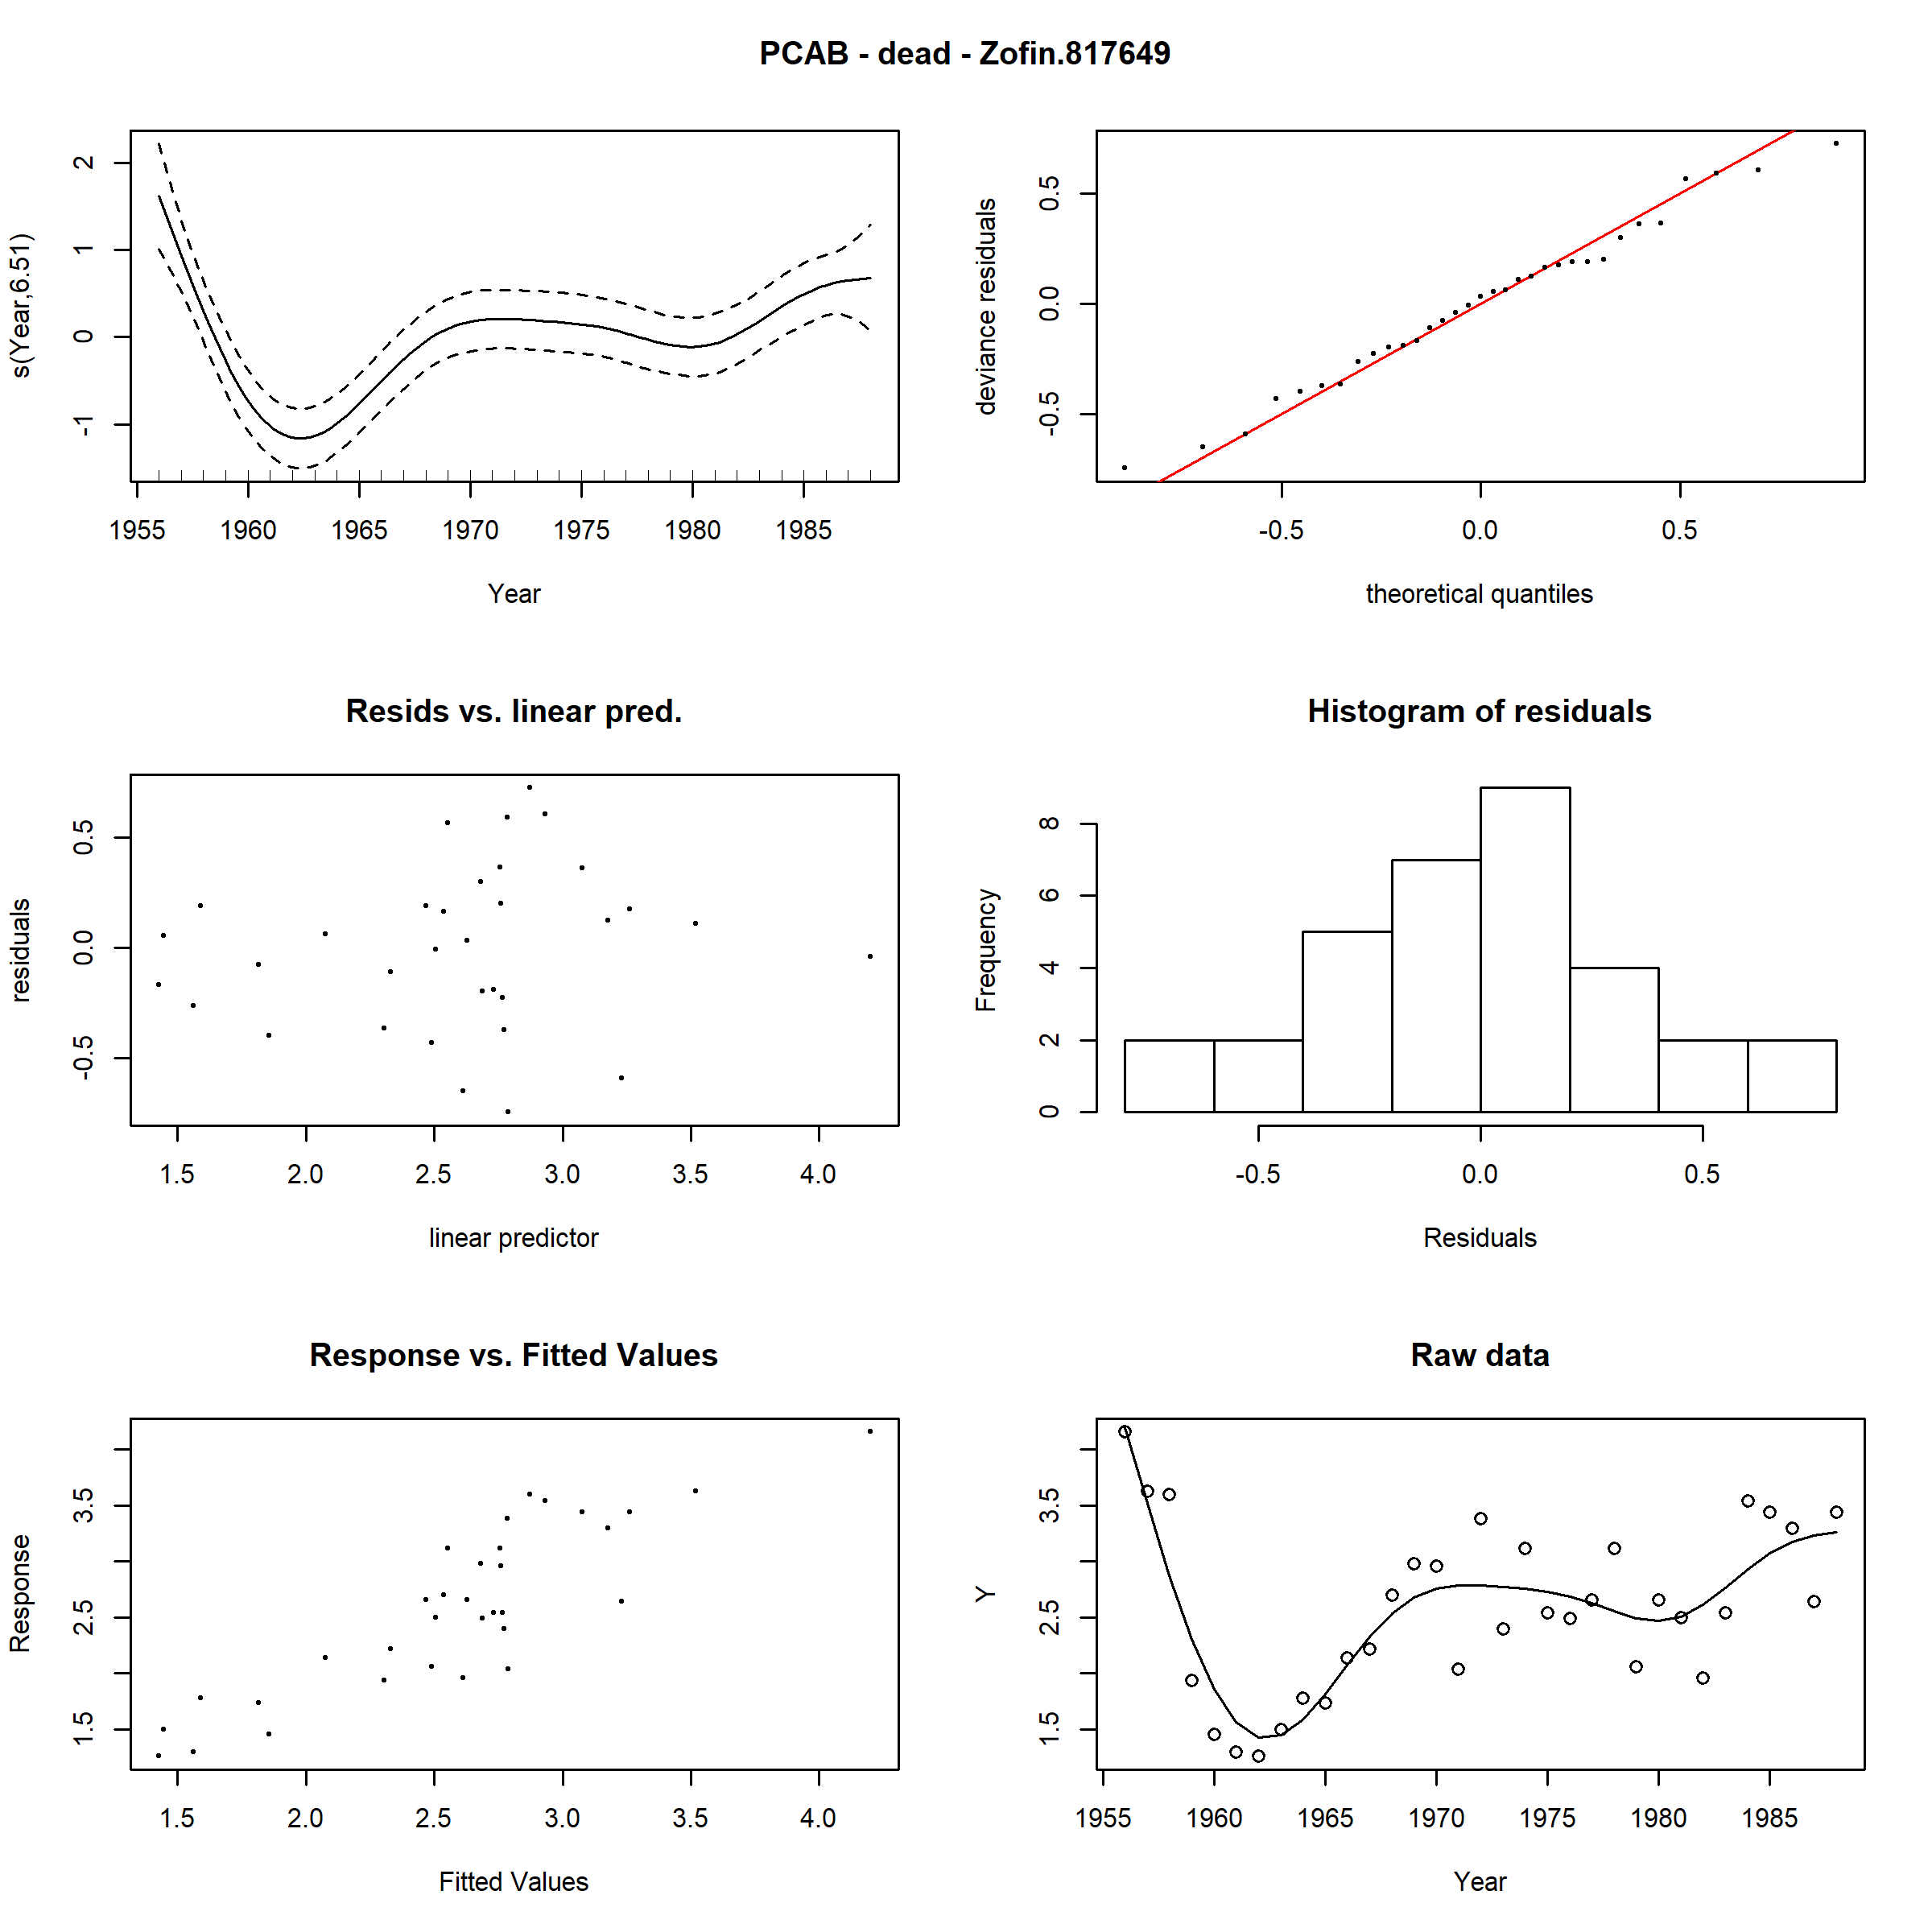 PCAB - dead - Zofin.817649
s(Year,6.51)
2
1
0
-1
1955 1960 1965 1970 1975 1980 1985
Year
deviance residuals
0.5
0.0
-0.5
-0.5 0.0 0.5
theoretical quantiles
Resids vs. linear pred.
residuals
0.5
0.0
-0.5
1.5 2.0 2.5 3.0 3.5 4.0
linear predictor
Histogram of residuals
Frequency
8
6
4
2
0
-0.5 0.0 0.5
Residuals
Response vs. Fitted Values
Response
3.5
2.5
1.5
1.5 2.0 2.5 3.0 3.5 4.0
Fitted Values
Raw data
Y
3.5
2.5
1.5
1955 1960 1965 1970 1975 1980 1985
Year